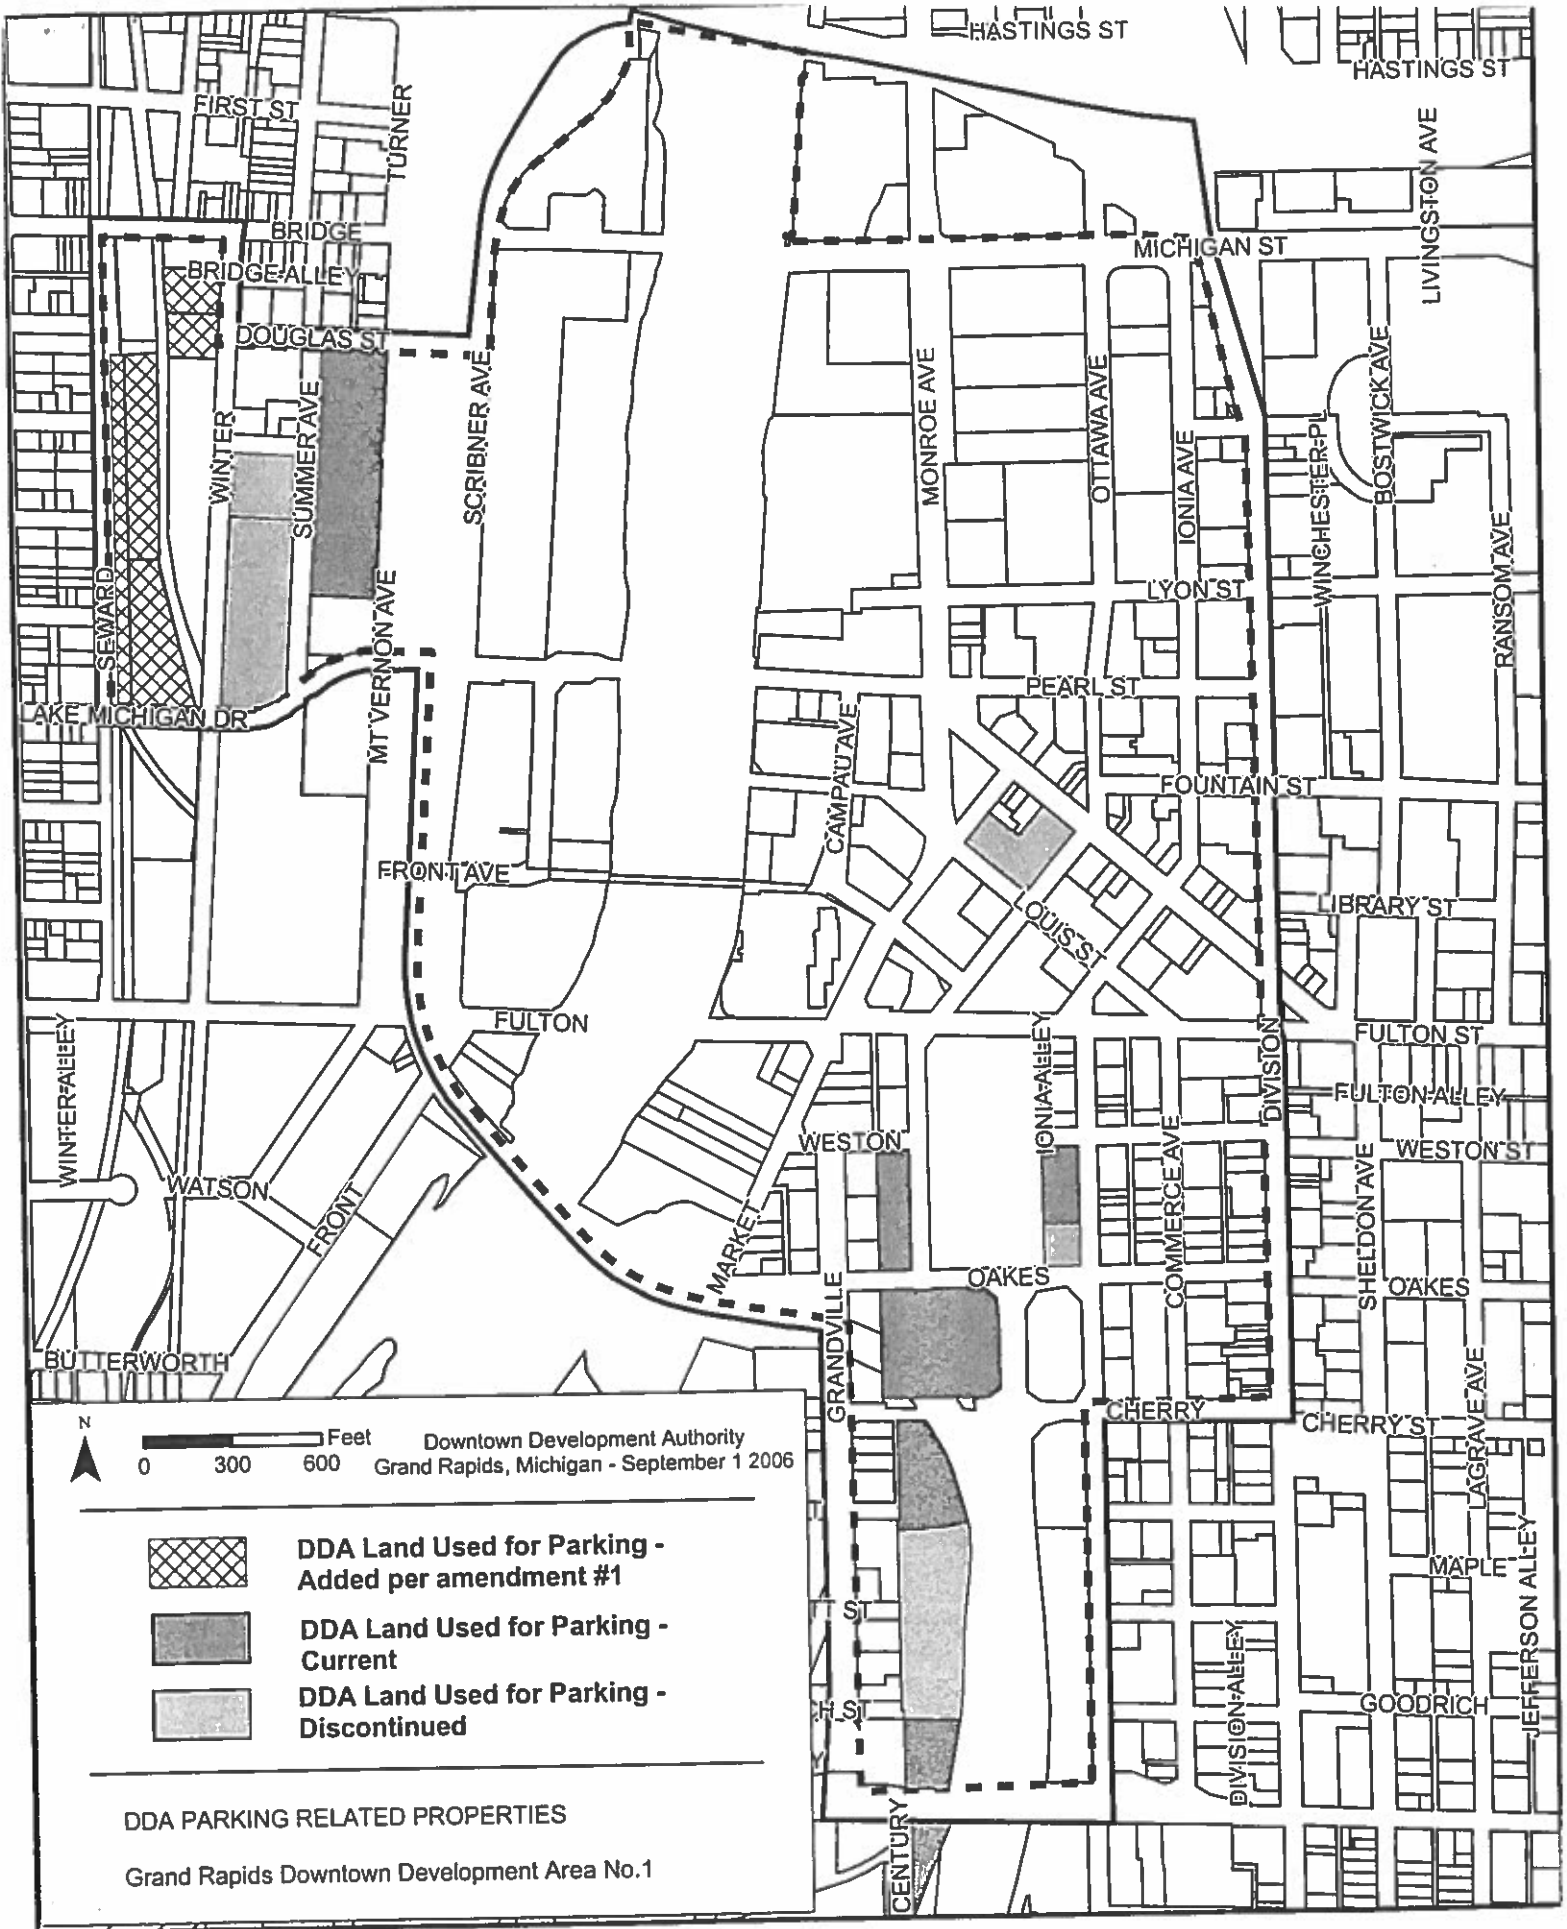 HASTINGS ST
HASTINGS ST
FIRST ST
TURNER
LIVINGSTON AVE
BRIDGE
MICHIGAN ST
BRIDGE ALLEY
DOUGLAS ST
SCRIBNER AVE
MONROE AVE
OTTAWA AVE
IONIA AVE
BOSTWICK AVE
WINCHESTER PL
RANSOM AVE
WINTER
SUMMER AVE
SEWARD
MT VERNON AVE
LYON ST
PEARL ST
LAKE MICHIGAN DR
CAMPAU AVE
FOUNTAIN ST
FRONT AVE
LOUIS ST
LIBRARY ST
FULTON
FULTON ST
WINTER ALLEY
IONIA ALLEY
DIVISION
FULTON ALLEY
WESTON
WESTON ST
WATSON
FRONT
MARKET
COMMERCE AVE
SHELDON AVE
OAKES
OAKES
GRANDVILLE
BUTTERWORTH
LAGRAVE AVE
CHERRY
CHERRY ST
N
Feet
0 300 600
Downtown Development Authority
Grand Rapids, Michigan - September 1 2006
DDA Land Used for Parking -
Added per amendment #1
DDA Land Used for Parking -
Current
DDA Land Used for Parking -
Discontinued
MAPLE
JEFFERSON ALLEY
T
TT ST
CH ST
Y
DIVISION ALLEY
GOODRICH
CENTURY
DDA PARKING RELATED PROPERTIES
Grand Rapids Downtown Development Area No.1